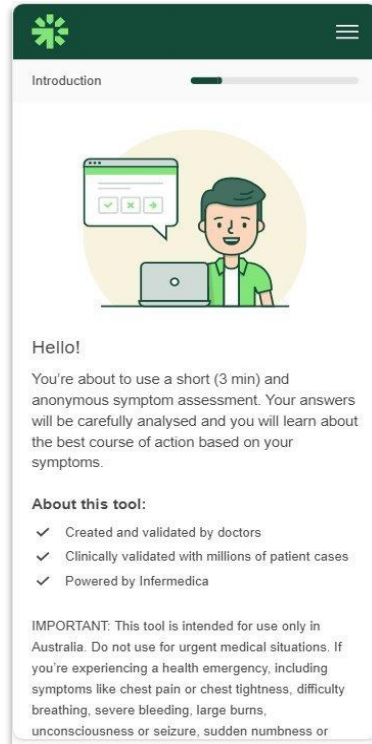 Introduction
Hello!
You're about to use a short (3 min) and
anonymous symptom assessment. Your answers
will be carefully analysed and you will learn about
the best course of action based on your
symptoms.
About this tool:
Created and validated by doctors
Clinically validated with millions of patient cases
Powered by Infermedica
IMPORTANT: This tool is intended for use only in
Australia. Do not use for urgent medical situations. If
you're experiencing a health emergency, including
symptoms like chest pain or chest tightness, difficulty
breathing, severe bleeding, large burns,
unconsciousness or seizure, sudden numbness or